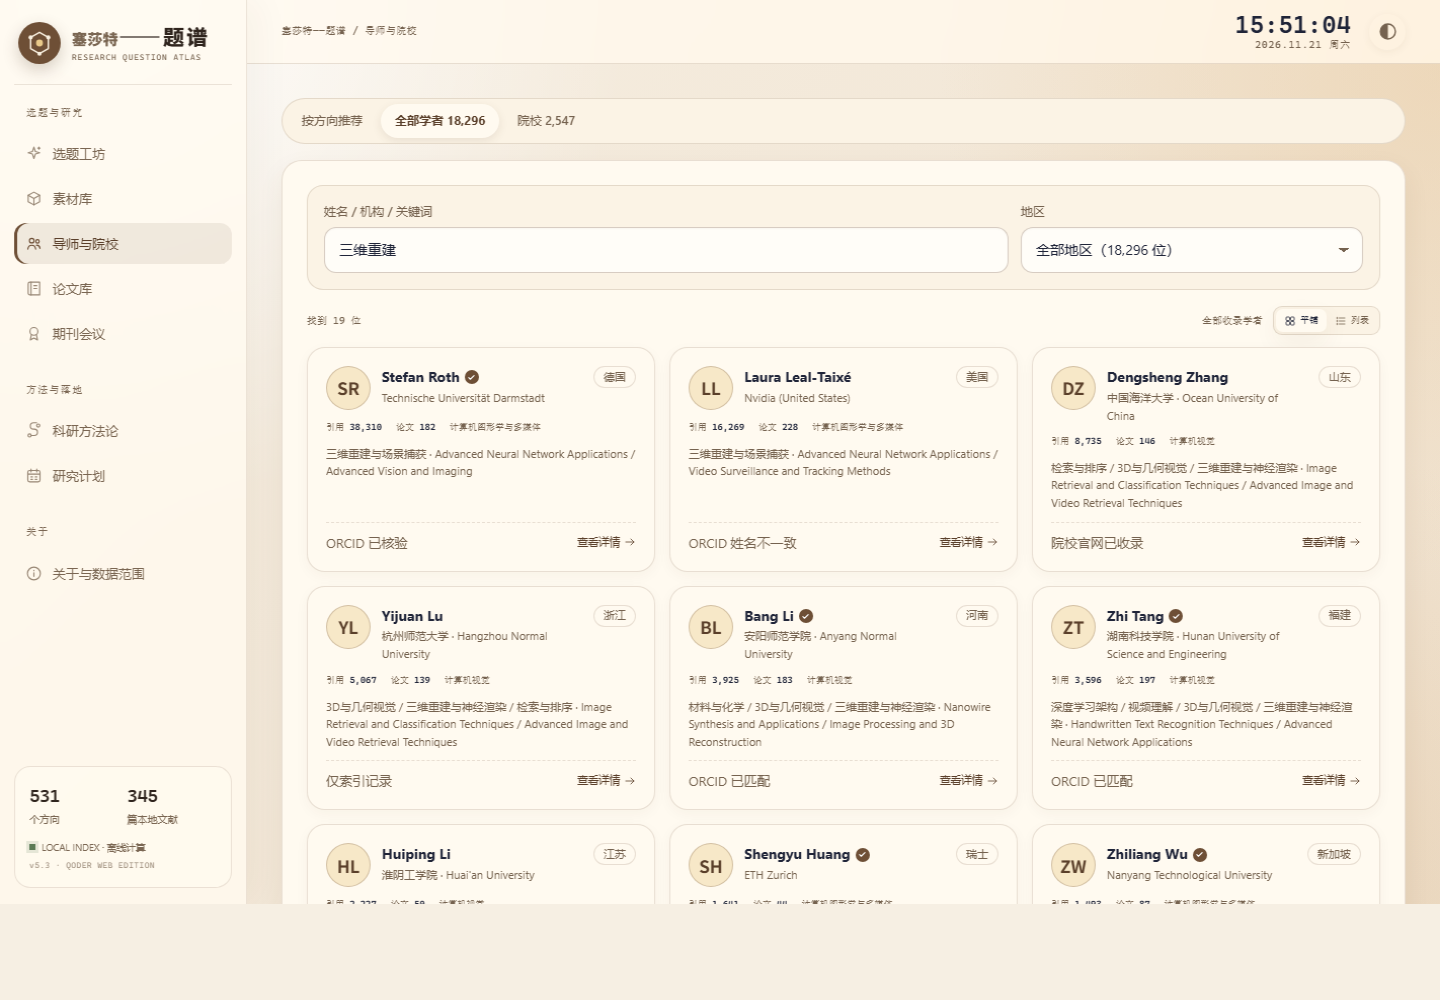 塞莎特——题谱
RESEARCH QUESTION ATLAS
选题与研究
选题工坊
素材库
导师与院校
论文库
期刊会议
方法与落地
科研方法论
研究计划
关于
关于与数据范围
531
345
个方向
篇本地文献
LOCAL INDEX · 离线计算
v5.3 · QODER WEB EDITION
塞莎特——题谱 / 导师与院校
15:51:04
2026.11.21 周六
按方向推荐
全部学者 18,296
院校 2,547
姓名 / 机构 / 关键词
地区
三维重建
全部地区（18,296 位）
找到 19 位
全部收录学者
平铺
列表
SR
Stefan Roth
德国
Technische Universität Darmstadt
引用 38,310 论文 182 计算机图形学与多媒体
三维重建与场景捕获 · Advanced Neural Network Applications /
Advanced Vision and Imaging
ORCID 已核验
查看详情 →
LL
Laura Leal-Taixé
美国
Nvidia (United States)
引用 16,269 论文 228 计算机图形学与多媒体
三维重建与场景捕获 · Advanced Neural Network Applications /
Video Surveillance and Tracking Methods
ORCID 姓名不一致
查看详情 →
DZ
Dengsheng Zhang
山东
中国海洋大学 · Ocean University of
China
引用 8,735 论文 146 计算机视觉
检索与排序 / 3D与几何视觉 / 三维重建与神经渲染 · Image
Retrieval and Classification Techniques / Advanced Image and
Video Retrieval Techniques
院校官网已收录
查看详情 →
YL
Yijuan Lu
浙江
杭州师范大学 · Hangzhou Normal
University
引用 5,067 论文 139 计算机视觉
3D与几何视觉 / 三维重建与神经渲染 / 检索与排序 · Image
Retrieval and Classification Techniques / Advanced Image and
Video Retrieval Techniques
仅索引记录
查看详情 →
BL
Bang Li
河南
安阳师范学院 · Anyang Normal
University
引用 3,925 论文 183 计算机视觉
材料与化学 / 3D与几何视觉 / 三维重建与神经渲染 · Nanowire
Synthesis and Applications / Image Processing and 3D
Reconstruction
ORCID 已匹配
查看详情 →
ZT
Zhi Tang
福建
湖南科技学院 · Hunan University of
Science and Engineering
引用 3,596 论文 197 计算机视觉
深度学习架构 / 视频理解 / 3D与几何视觉 / 三维重建与神经渲
染 · Handwritten Text Recognition Techniques / Advanced
Neural Network Applications
ORCID 已匹配
查看详情 →
HL
Huiping Li
江苏
淮阴工学院 · Huai'an University
SH
Shengyu Huang
瑞士
ETH Zurich
ZW
Zhiliang Wu
新加坡
Nanyang Technological University